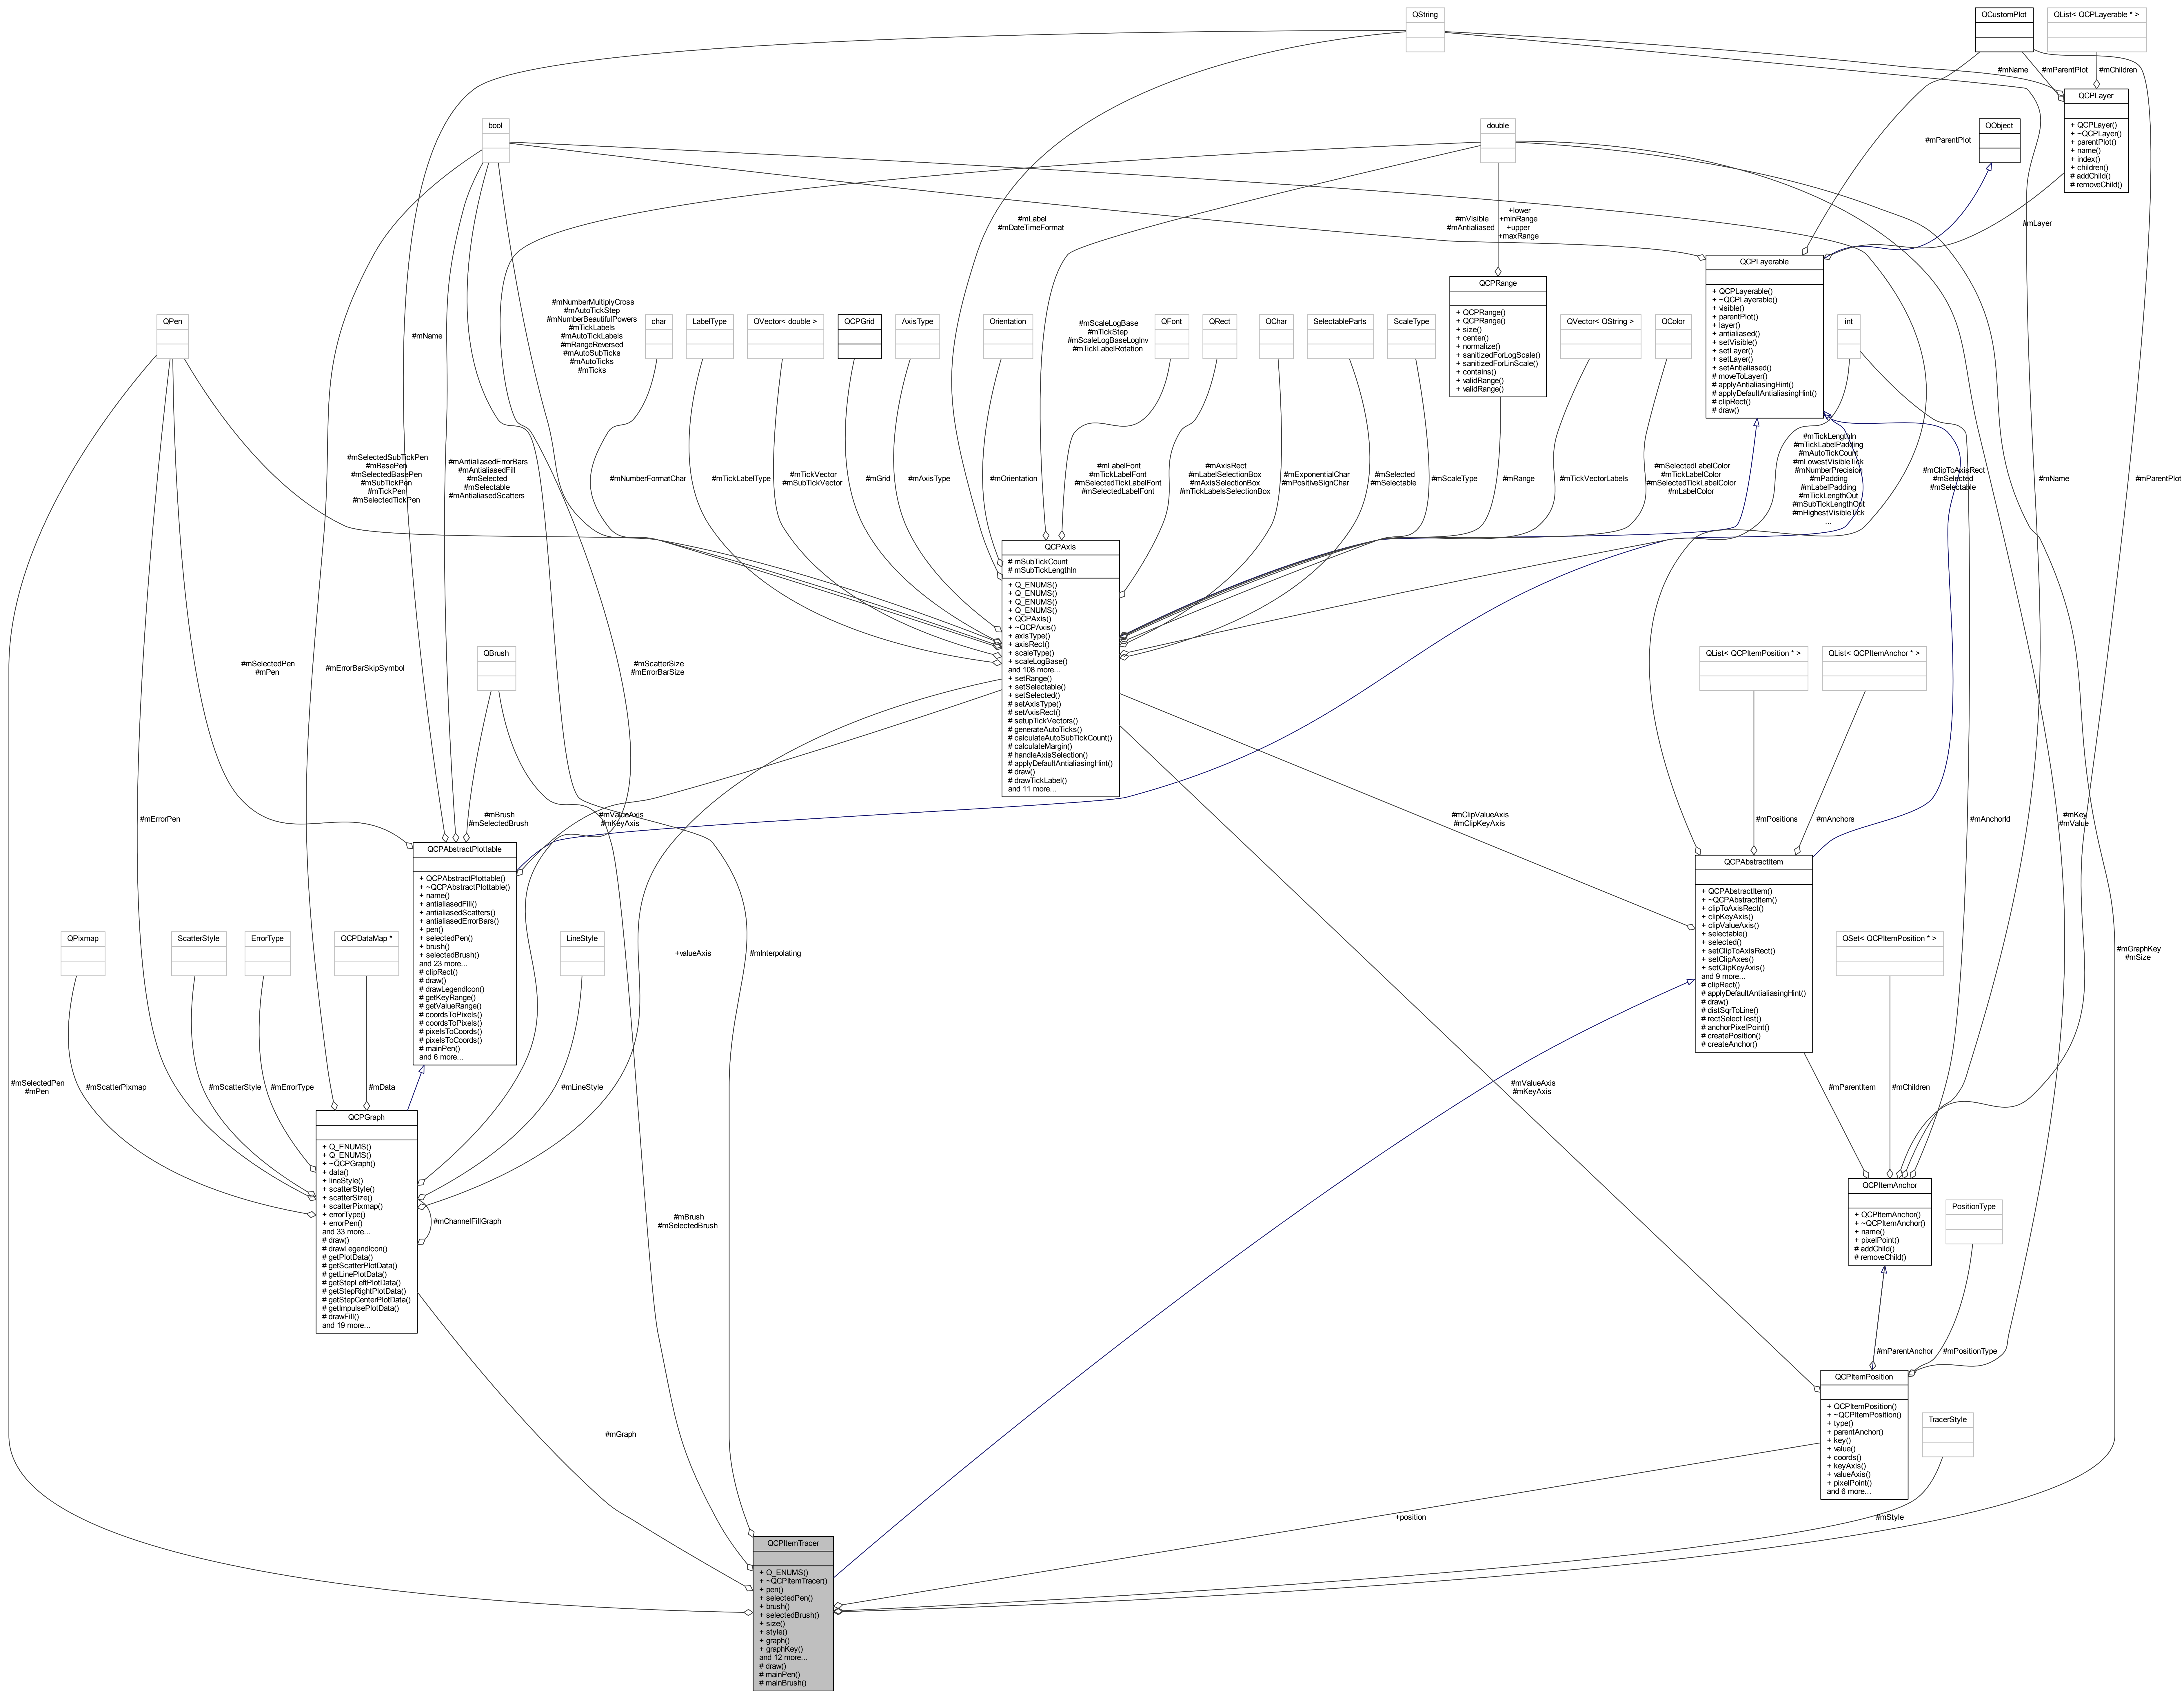 QString
QCustomPlot
QList< QCPLayerable * >
#mName
#mParentPlot
#mChildren
QCPLayer
+ QCPLayer()
+ ~QCPLayer()
+ parentPlot()
+ name()
+ index()
+ children()
# addChild()
# removeChild()
bool
double
QObject
#mParentPlot
#mLabel
#mDateTimeFormat
#mVisible
#mAntialiased
+lower
+minRange
+upper
+maxRange
#mLayer
QCPLayerable
+ QCPLayerable()
+ ~QCPLayerable()
+ visible()
+ parentPlot()
+ layer()
+ antialiased()
+ setVisible()
+ setLayer()
+ setLayer()
+ setAntialiased()
# moveToLayer()
# applyAntialiasingHint()
# applyDefaultAntialiasingHint()
# clipRect()
# draw()
QCPRange
+ QCPRange()
+ QCPRange()
+ size()
+ center()
+ normalize()
+ sanitizedForLogScale()
+ sanitizedForLinScale()
+ contains()
+ validRange()
+ validRange()
QPen
#mName
#mNumberMultiplyCross
#mAutoTickStep
#mNumberBeautifulPowers
#mTickLabels
#mAutoTickLabels
#mRangeReversed
#mAutoSubTicks
#mAutoTicks
#mTicks
char
LabelType
QVector< double >
QCPGrid
AxisType
Orientation
#mScaleLogBase
#mTickStep
#mScaleLogBaseLogInv
#mTickLabelRotation
QFont
QRect
QChar
SelectableParts
ScaleType
QVector< QString >
QColor
int
#mSelectedSubTickPen
#mBasePen
#mSelectedBasePen
#mSubTickPen
#mTickPen
#mSelectedTickPen
#mAntialiasedErrorBars
#mAntialiasedFill
#mSelected
#mSelectable
#mAntialiasedScatters
#mNumberFormatChar
#mTickLabelType
#mTickVector
#mSubTickVector
#mGrid
#mAxisType
#mOrientation
#mLabelFont
#mTickLabelFont
#mSelectedTickLabelFont
#mSelectedLabelFont
#mAxisRect
#mLabelSelectionBox
#mAxisSelectionBox
#mTickLabelsSelectionBox
#mExponentialChar
#mPositiveSignChar
#mSelected
#mSelectable
#mScaleType
#mRange
#mTickVectorLabels
#mSelectedLabelColor
#mTickLabelColor
#mSelectedTickLabelColor
#mLabelColor
#mTickLengthIn
#mTickLabelPadding
#mAutoTickCount
#mLowestVisibleTick
#mNumberPrecision
#mPadding
#mLabelPadding
#mTickLengthOut
#mSubTickLengthOut
#mHighestVisibleTick
...
#mClipToAxisRect
#mSelected
#mSelectable
#mName
#mParentPlot
QCPAxis
# mSubTickCount
# mSubTickLengthIn
+ Q_ENUMS()
+ Q_ENUMS()
+ Q_ENUMS()
+ Q_ENUMS()
+ QCPAxis()
+ ~QCPAxis()
+ axisType()
+ axisRect()
+ scaleType()
+ scaleLogBase()
and 108 more...
+ setRange()
+ setSelectable()
+ setSelected()
# setAxisType()
# setAxisRect()
# setupTickVectors()
# generateAutoTicks()
# calculateAutoSubTickCount()
# calculateMargin()
# handleAxisSelection()
# applyDefaultAntialiasingHint()
# draw()
# drawTickLabel()
and 11 more...
#mSelectedPen
#mPen
#mErrorBarSkipSymbol
QBrush
#mScatterSize
#mErrorBarSize
QList< QCPItemPosition * >
QList< QCPItemAnchor * >
#mErrorPen
#mBrush
#mSelectedBrush
#mValueAxis
#mKeyAxis
#mClipValueAxis
#mClipKeyAxis
#mPositions
#mAnchors
#mAnchorId
#mKey
#mValue
QCPAbstractPlottable
+ QCPAbstractPlottable()
+ ~QCPAbstractPlottable()
+ name()
+ antialiasedFill()
+ antialiasedScatters()
+ antialiasedErrorBars()
+ pen()
+ selectedPen()
+ brush()
+ selectedBrush()
and 23 more...
# clipRect()
# draw()
# drawLegendIcon()
# getKeyRange()
# getValueRange()
# coordsToPixels()
# coordsToPixels()
# pixelsToCoords()
# pixelsToCoords()
# mainPen()
and 6 more...
QCPAbstractItem
+ QCPAbstractItem()
+ ~QCPAbstractItem()
+ clipToAxisRect()
+ clipKeyAxis()
+ clipValueAxis()
+ selectable()
+ selected()
+ setClipToAxisRect()
+ setClipAxes()
+ setClipKeyAxis()
and 9 more...
# clipRect()
# applyDefaultAntialiasingHint()
# draw()
# distSqrToLine()
# rectSelectTest()
# anchorPixelPoint()
# createPosition()
# createAnchor()
QPixmap
ScatterStyle
ErrorType
QCPDataMap *
LineStyle
+valueAxis
#mInterpolating
QSet< QCPItemPosition * >
#mGraphKey
#mSize
#mSelectedPen
#mPen
#mScatterPixmap
#mScatterStyle
#mErrorType
#mData
#mLineStyle
#mValueAxis
#mKeyAxis
#mParentItem
#mChildren
QCPGraph
+ Q_ENUMS()
+ Q_ENUMS()
+ ~QCPGraph()
+ data()
+ lineStyle()
+ scatterStyle()
+ scatterSize()
+ scatterPixmap()
+ errorType()
+ errorPen()
and 33 more...
# draw()
# drawLegendIcon()
# getPlotData()
# getScatterPlotData()
# getLinePlotData()
# getStepLeftPlotData()
# getStepRightPlotData()
# getStepCenterPlotData()
# getImpulsePlotData()
# drawFill()
and 19 more...
#mChannelFillGraph
#mBrush
#mSelectedBrush
QCPItemAnchor
+ QCPItemAnchor()
+ ~QCPItemAnchor()
+ name()
+ pixelPoint()
# addChild()
# removeChild()
PositionType
#mParentAnchor
#mPositionType
QCPItemPosition
+ QCPItemPosition()
+ ~QCPItemPosition()
+ type()
+ parentAnchor()
+ key()
+ value()
+ coords()
+ keyAxis()
+ valueAxis()
+ pixelPoint()
and 6 more...
TracerStyle
#mGraph
+position
#mStyle
QCPItemTracer
+ Q_ENUMS()
+ ~QCPItemTracer()
+ pen()
+ selectedPen()
+ brush()
+ selectedBrush()
+ size()
+ style()
+ graph()
+ graphKey()
and 12 more...
# draw()
# mainPen()
# mainBrush()